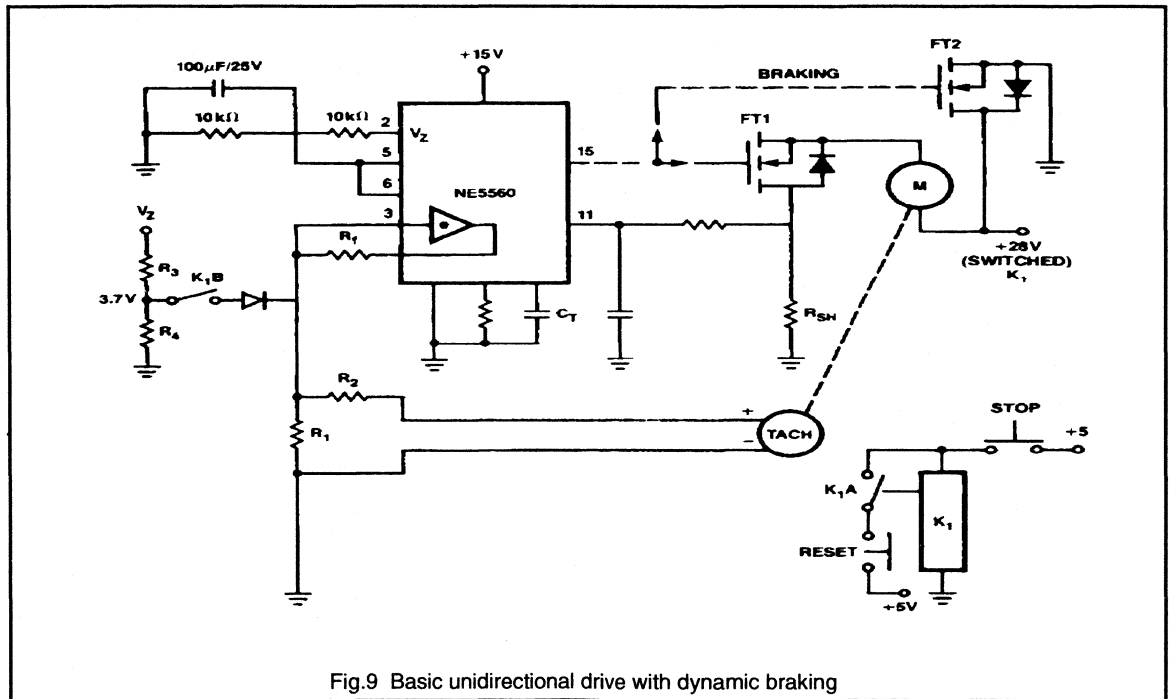 +15V
FT2
100μF/25V
BRAKING
10kΩ
10kΩ
2
VZ
FT1
5
15
6
NE5560
M
3
11
Rf
VZ
+28V
(SWITCHED)
K1
R3
K1B
3.7V
CT
RSH
R4
R2
STOP
+
TACH
+5
R1
−
K1A
K1
RESET
+5V
Fig.9 Basic unidirectional drive with dynamic braking